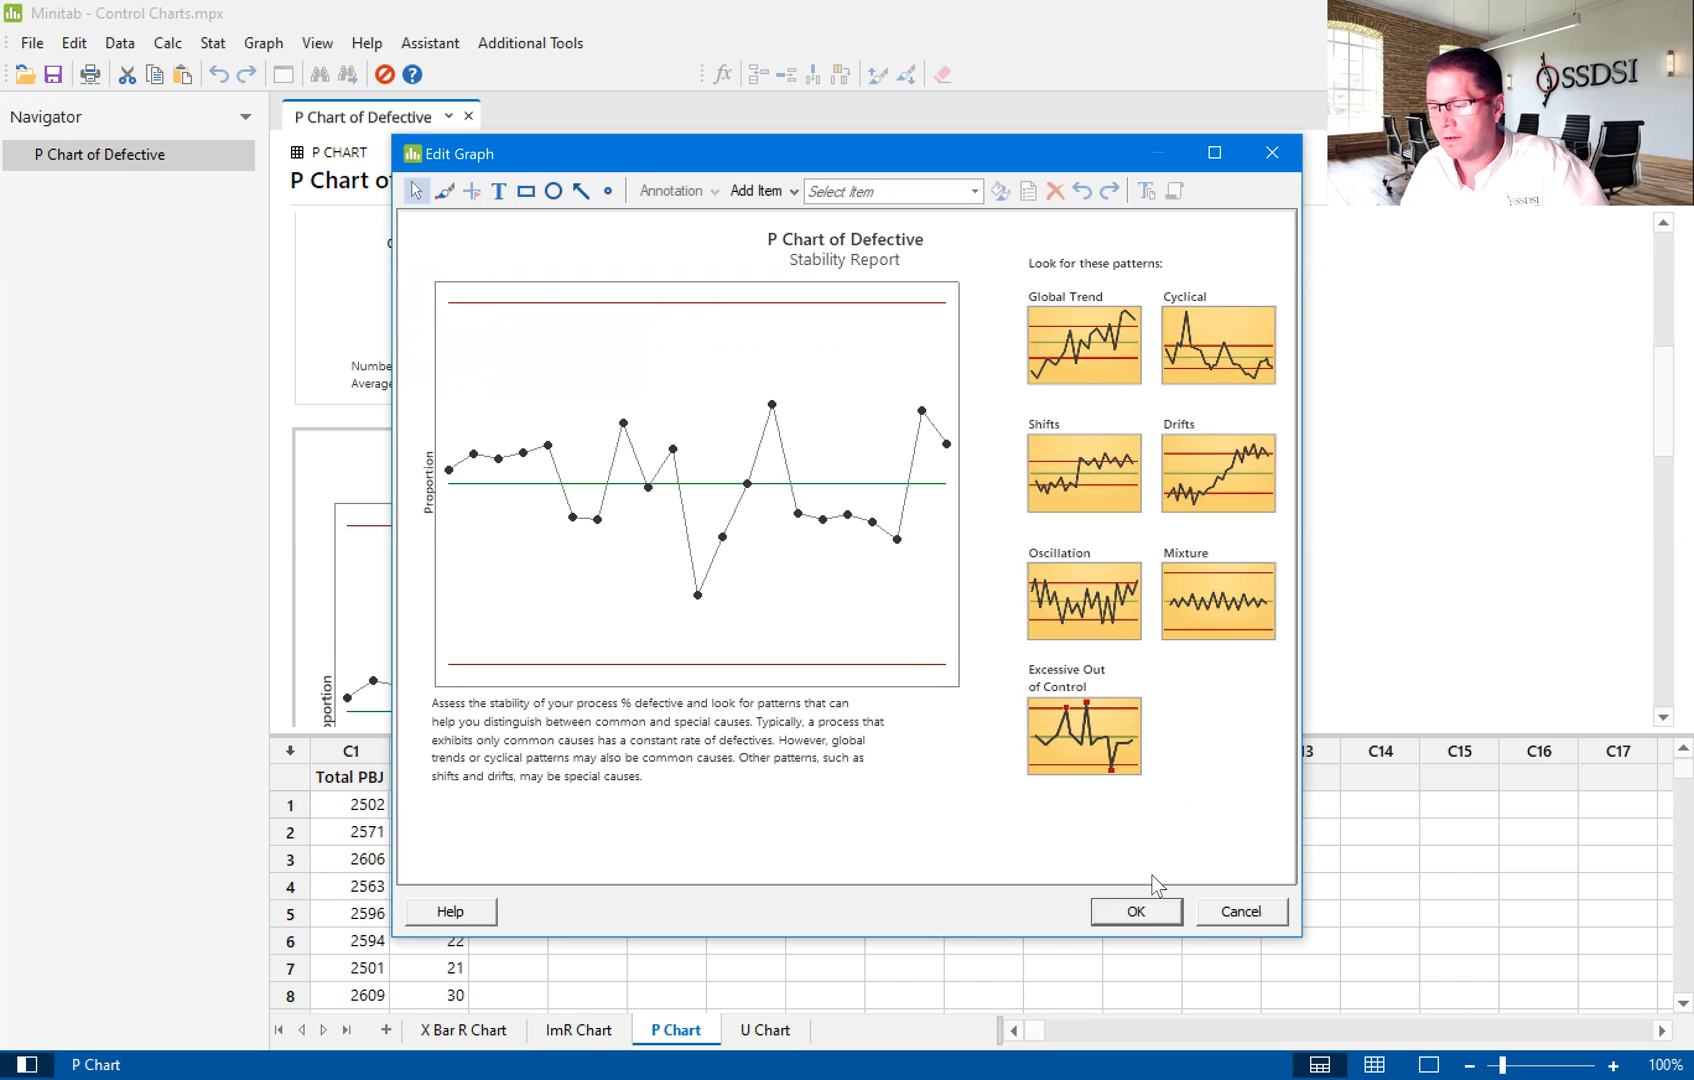 Minitab - Control Charts.mpx
File Edit Data Calc Stat Graph View Help Assistant Additional Tools
fx
SSDSI
SSDSI
Navigator
P Chart of Defective
P Chart of Defective
P CHART
P Chart o
Numbe
Average
oportion
Edit Graph
T Annotation Add Item Select Item
P Chart of Defective
Stability Report
Proportion
Assess the stability of your process % defective and look for patterns that can
help you distinguish between common and special causes. Typically, a process that
exhibits only common causes has a constant rate of defectives. However, global
trends or cyclical patterns may also be common causes. Other patterns, such as
shifts and drifts, may be special causes.
Look for these patterns:
Global Trend Cyclical
Shifts Drifts
Oscillation Mixture
Excessive Out
of Control
Help OK Cancel
C1 13 C14 C15 C16 C17
Total PBJ
1 2502
2 2571
3 2606
4 2563
5 2596
6 2594 22
7 2501 21
8 2609 30
+ X Bar R Chart ImR Chart P Chart U Chart
P Chart
100%